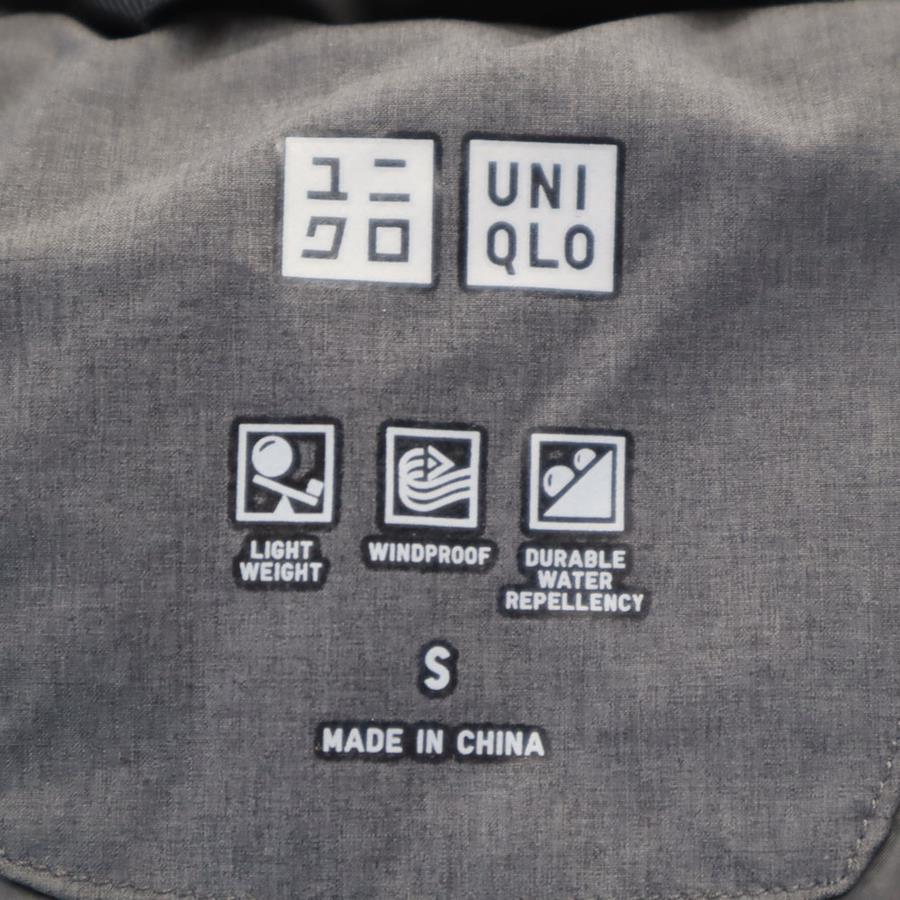 ユニ
クロ
UNI
QLO
LIGHT
WEIGHT
WINDPROOF
DURABLE
WATER
REPELLENCY
S
MADE IN CHINA